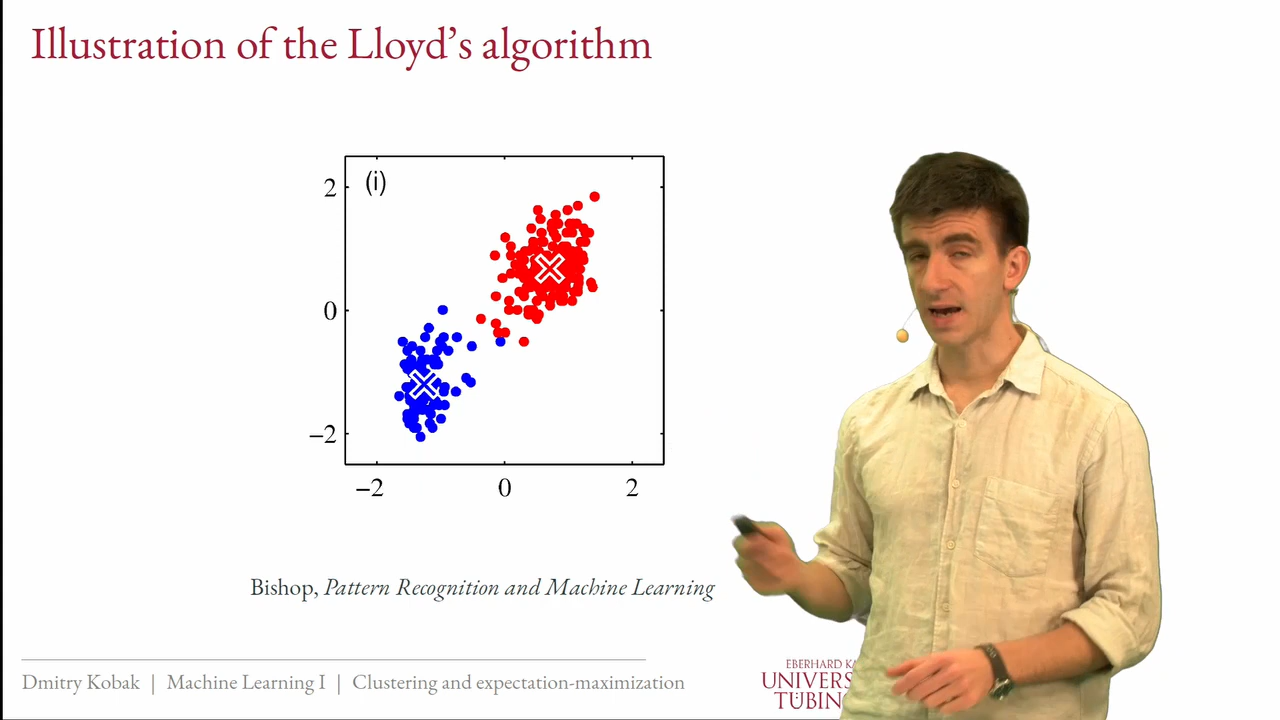 Illustration of the Lloyd's algorithm
(i)
2
0
−2
−2 0 2
Bishop, Pattern Recognition and Machine Learning
Dmitry Kobak | Machine Learning I | Clustering and expectation-maximization
EBERHARD